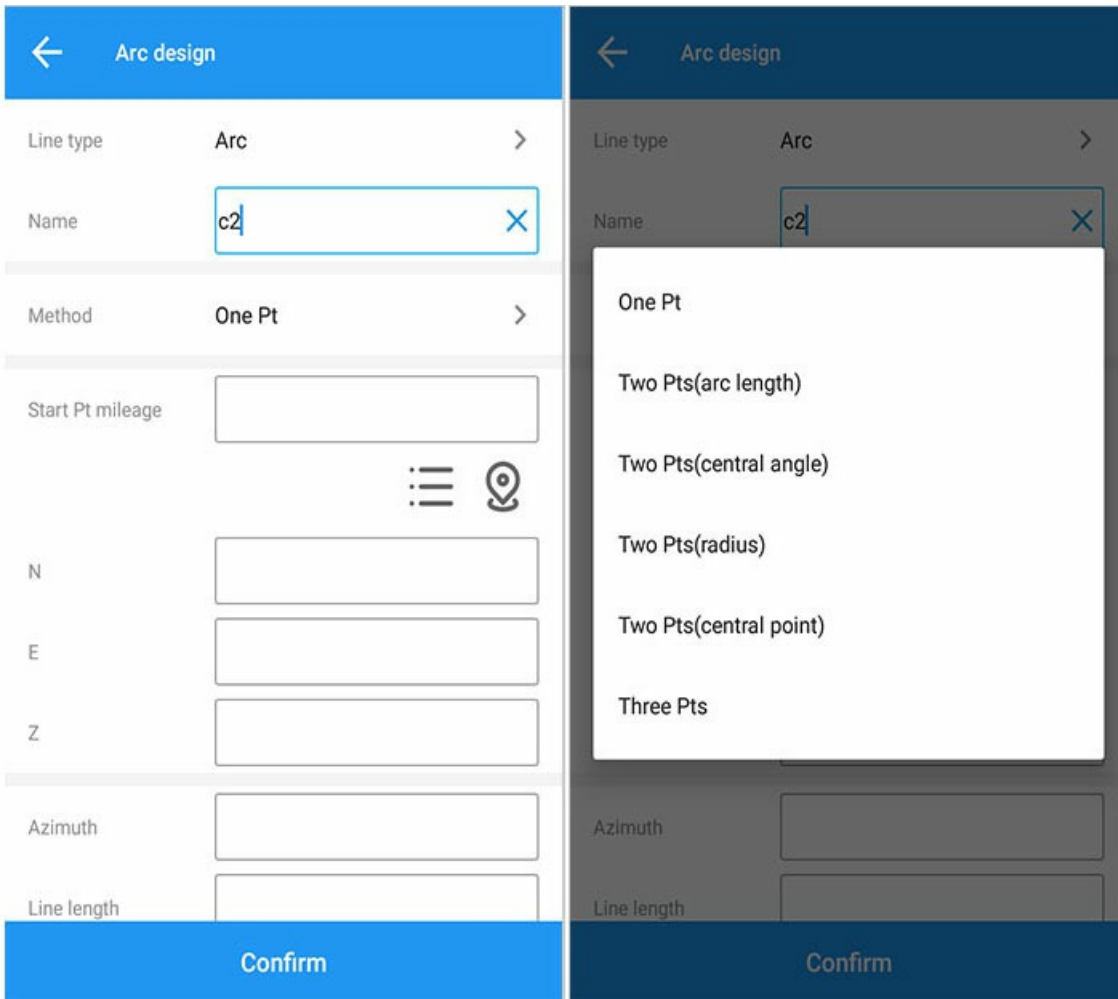 Arc design
Line type Arc
Name c2
Method One Pt
Start Pt mileage
N
E
Z
Azimuth
Line length
Confirm
Arc design
Line type Arc
Name c2
One Pt
Two Pts(arc length)
Two Pts(central angle)
Two Pts(radius)
Two Pts(central point)
Three Pts
Azimuth
Line length
Confirm